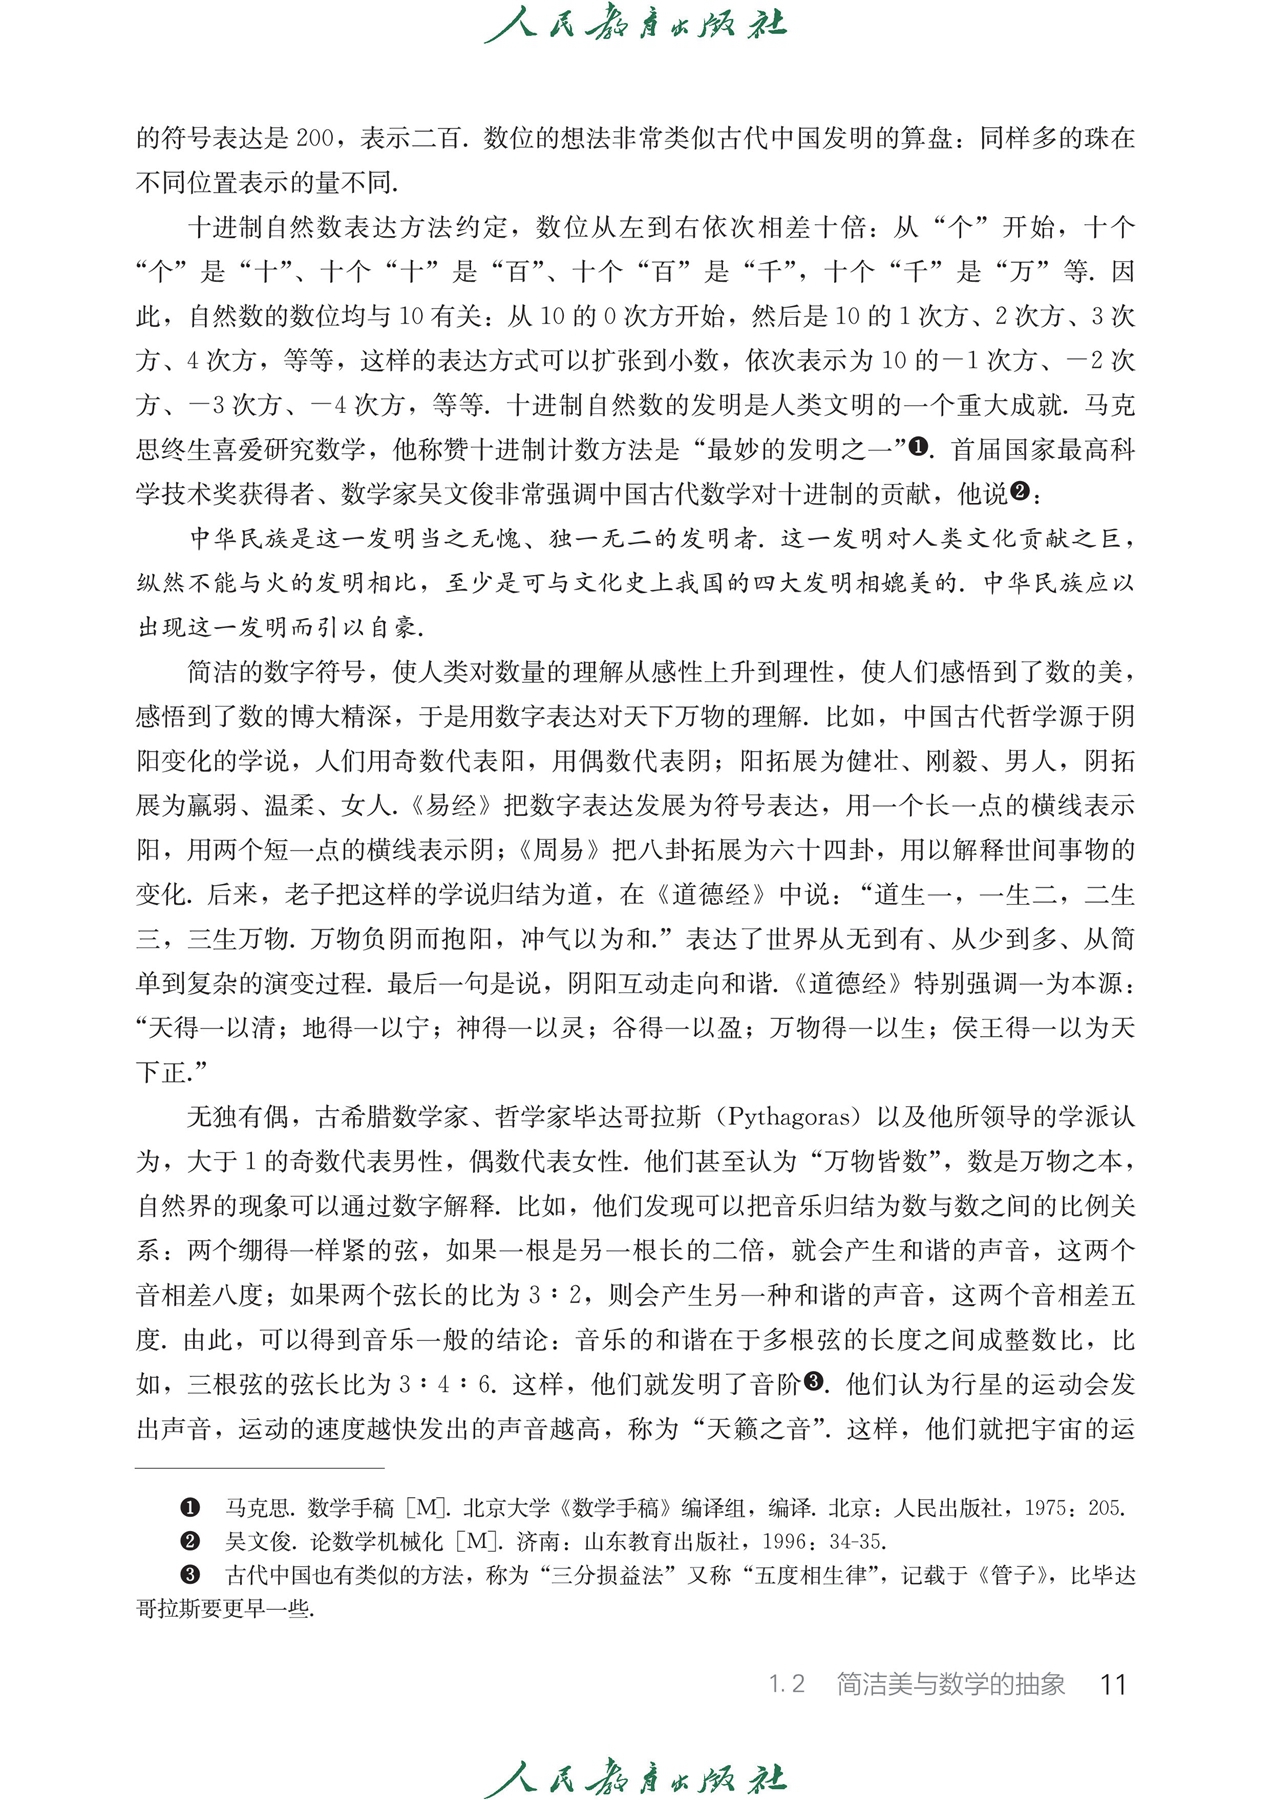 人民教育出版社
的符号表达是 200，表示二百. 数位的想法非常类似古代中国发明的算盘：同样多的珠在
不同位置表示的量不同.
十进制自然数表达方法约定，数位从左到右依次相差十倍：从“个”开始，十个
“个”是“十”、十个“十”是“百”、十个“百”是“千”，十个“千”是“万”等. 因
此，自然数的数位均与 10 有关：从 10 的 0 次方开始，然后是 10 的 1 次方、2 次方、3 次
方、4 次方，等等，这样的表达方式可以扩张到小数，依次表示为 10 的－1 次方、－2 次
方、－3 次方、－4 次方，等等. 十进制自然数的发明是人类文明的一个重大成就. 马克
思终生喜爱研究数学，他称赞十进制计数方法是“最妙的发明之一”❶. 首届国家最高科
学技术奖获得者、数学家吴文俊非常强调中国古代数学对十进制的贡献，他说❷：
中华民族是这一发明当之无愧、独一无二的发明者. 这一发明对人类文化贡献之巨，
纵然不能与火的发明相比，至少是可与文化史上我国的四大发明相媲美的. 中华民族应以
出现这一发明而引以自豪.
简洁的数字符号，使人类对数量的理解从感性上升到理性，使人们感悟到了数的美，
感悟到了数的博大精深，于是用数字表达对天下万物的理解. 比如，中国古代哲学源于阴
阳变化的学说，人们用奇数代表阳，用偶数代表阴；阳拓展为健壮、刚毅、男人，阴拓
展为羸弱、温柔、女人.《易经》把数字表达发展为符号表达，用一个长一点的横线表示
阳，用两个短一点的横线表示阴；《周易》把八卦拓展为六十四卦，用以解释世间事物的
变化. 后来，老子把这样的学说归结为道，在《道德经》中说：“道生一，一生二，二生
三，三生万物. 万物负阴而抱阳，冲气以为和.”表达了世界从无到有、从少到多、从简
单到复杂的演变过程. 最后一句是说，阴阳互动走向和谐.《道德经》特别强调一为本源：
“天得一以清；地得一以宁；神得一以灵；谷得一以盈；万物得一以生；侯王得一以为天
下正.”
无独有偶，古希腊数学家、哲学家毕达哥拉斯（Pythagoras）以及他所领导的学派认
为，大于 1 的奇数代表男性，偶数代表女性. 他们甚至认为“万物皆数”，数是万物之本，
自然界的现象可以通过数字解释. 比如，他们发现可以把音乐归结为数与数之间的比例关
系：两个绷得一样紧的弦，如果一根是另一根长的二倍，就会产生和谐的声音，这两个
音相差八度；如果两个弦长的比为 3∶2，则会产生另一种和谐的声音，这两个音相差五
度. 由此，可以得到音乐一般的结论：音乐的和谐在于多根弦的长度之间成整数比，比
如，三根弦的弦长比为 3∶4∶6. 这样，他们就发明了音阶❸. 他们认为行星的运动会发
出声音，运动的速度越快发出的声音越高，称为“天籁之音”. 这样，他们就把宇宙的运
❶ 马克思. 数学手稿［M］. 北京大学《数学手稿》编译组，编译. 北京：人民出版社，1975：205.
❷ 吴文俊. 论数学机械化［M］. 济南：山东教育出版社，1996：34-35.
❸ 古代中国也有类似的方法，称为“三分损益法”又称“五度相生律”，记载于《管子》，比毕达
哥拉斯要更早一些.
1.2 简洁美与数学的抽象 11
人民教育出版社